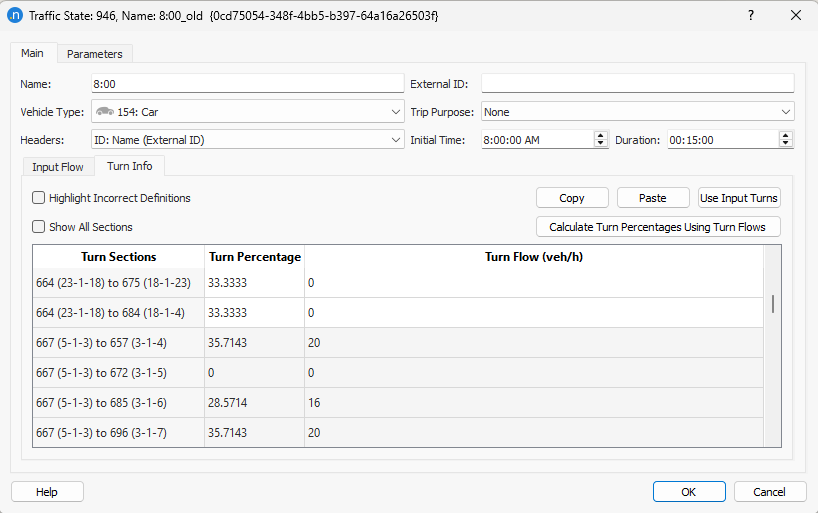 .n Traffic State: 946, Name: 8:00_old {0cd75054-348f-4bb5-b397-64a16a26503f} ?
Main Parameters
Name: 8:00 External ID:
Vehicle Type: 154: Car Trip Purpose: None
Headers: ID: Name (External ID) Initial Time: 8:00:00 AM Duration: 00:15:00
Input Flow Turn Info
Highlight Incorrect Definitions Copy Paste Use Input Turns
Show All Sections Calculate Turn Percentages Using Turn Flows
Turn Sections Turn Percentage Turn Flow (veh/h)
664 (23-1-18) to 675 (18-1-23) 33.3333 0
664 (23-1-18) to 684 (18-1-4) 33.3333 0
667 (5-1-3) to 657 (3-1-4) 35.7143 20
667 (5-1-3) to 672 (3-1-5) 0 0
667 (5-1-3) to 685 (3-1-6) 28.5714 16
667 (5-1-3) to 696 (3-1-7) 35.7143 20
Help OK Cancel